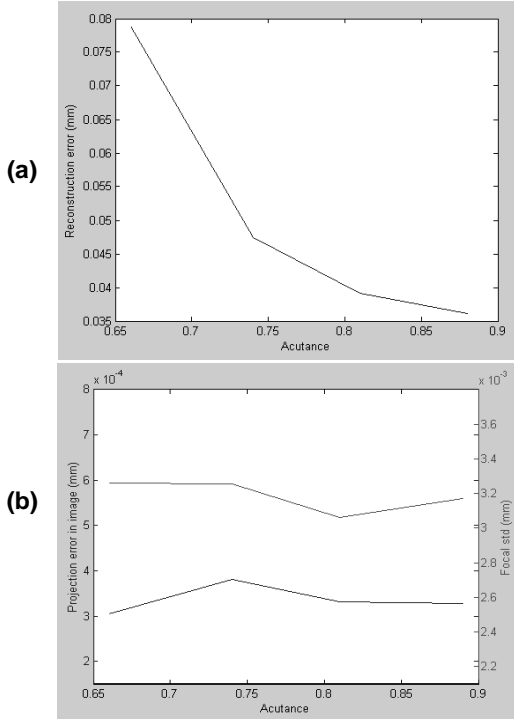 (a)
Reconstruction error (mm)
0.08
0.075
0.07
0.065
0.06
0.055
0.05
0.045
0.04
0.035
0.65 0.7 0.75 0.8 0.85 0.9
Acutance
(b)
x 10⁻⁴
x 10⁻³
Projection error in image (mm)
8
7
6
5
4
3
2
3.6
3.4
3.2
3
2.8
2.6
2.4
2.2
Focal std (mm)
0.65 0.7 0.75 0.8 0.85 0.9
Acutance